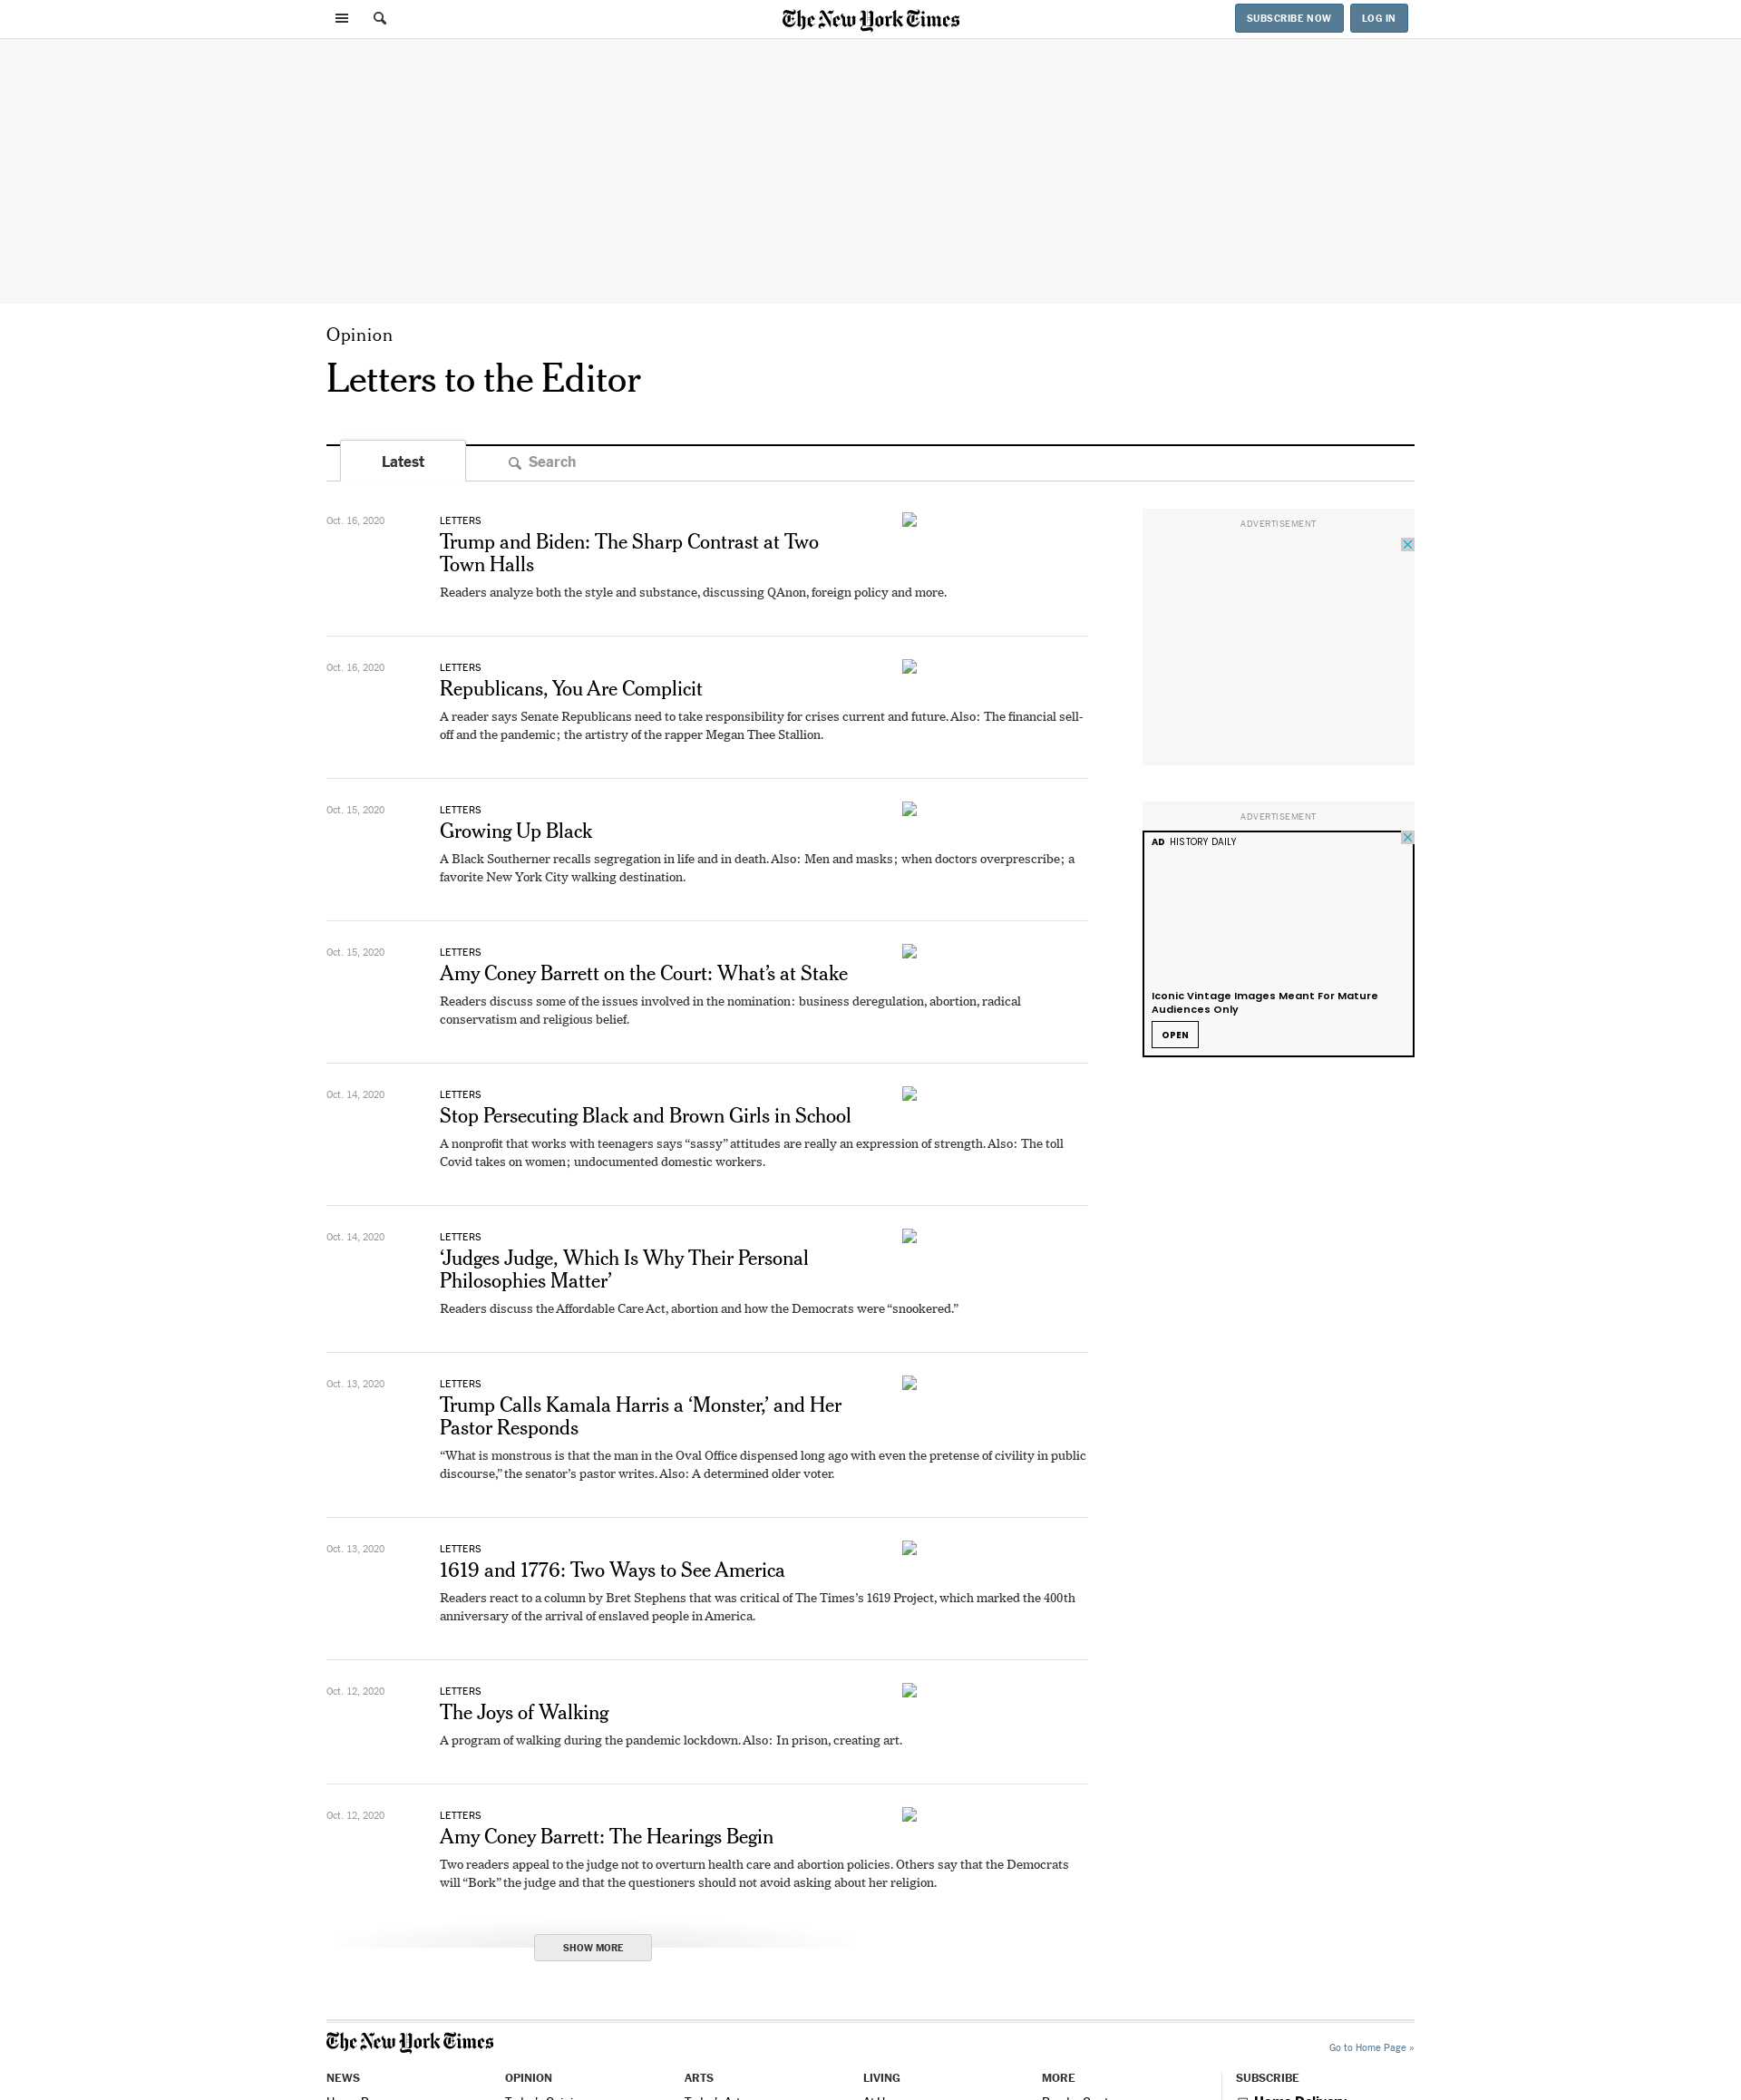 The New York Times
SUBSCRIBE NOW
LOG IN
Opinion
Letters to the Editor
Latest
Search
Oct. 16, 2020
LETTERS
Trump and Biden: The Sharp Contrast at Two
Town Halls
Readers analyze both the style and substance, discussing QAnon, foreign policy and more.
Oct. 16, 2020
LETTERS
Republicans, You Are Complicit
A reader says Senate Republicans need to take responsibility for crises current and future. Also: The financial sell-
off and the pandemic; the artistry of the rapper Megan Thee Stallion.
Oct. 15, 2020
LETTERS
Growing Up Black
A Black Southerner recalls segregation in life and in death. Also: Men and masks; when doctors overprescribe; a
favorite New York City walking destination.
Oct. 15, 2020
LETTERS
Amy Coney Barrett on the Court: What’s at Stake
Readers discuss some of the issues involved in the nomination: business deregulation, abortion, radical
conservatism and religious belief.
Oct. 14, 2020
LETTERS
Stop Persecuting Black and Brown Girls in School
A nonprofit that works with teenagers says “sassy” attitudes are really an expression of strength. Also: The toll
Covid takes on women; undocumented domestic workers.
Oct. 14, 2020
LETTERS
‘Judges Judge, Which Is Why Their Personal
Philosophies Matter’
Readers discuss the Affordable Care Act, abortion and how the Democrats were “snookered.”
Oct. 13, 2020
LETTERS
Trump Calls Kamala Harris a ‘Monster,’ and Her
Pastor Responds
“What is monstrous is that the man in the Oval Office dispensed long ago with even the pretense of civility in public
discourse,” the senator’s pastor writes. Also: A determined older voter.
Oct. 13, 2020
LETTERS
1619 and 1776: Two Ways to See America
Readers react to a column by Bret Stephens that was critical of The Times’s 1619 Project, which marked the 400th
anniversary of the arrival of enslaved people in America.
Oct. 12, 2020
LETTERS
The Joys of Walking
A program of walking during the pandemic lockdown. Also: In prison, creating art.
Oct. 12, 2020
LETTERS
Amy Coney Barrett: The Hearings Begin
Two readers appeal to the judge not to overturn health care and abortion policies. Others say that the Democrats
will “Bork” the judge and that the questioners should not avoid asking about her religion.
SHOW MORE
ADVERTISEMENT
ADVERTISEMENT
AD HISTORY DAILY
Iconic Vintage Images Meant For Mature
Audiences Only
OPEN
The New York Times
Go to Home Page »
NEWS
OPINION
ARTS
LIVING
MORE
SUBSCRIBE
Home Delivery